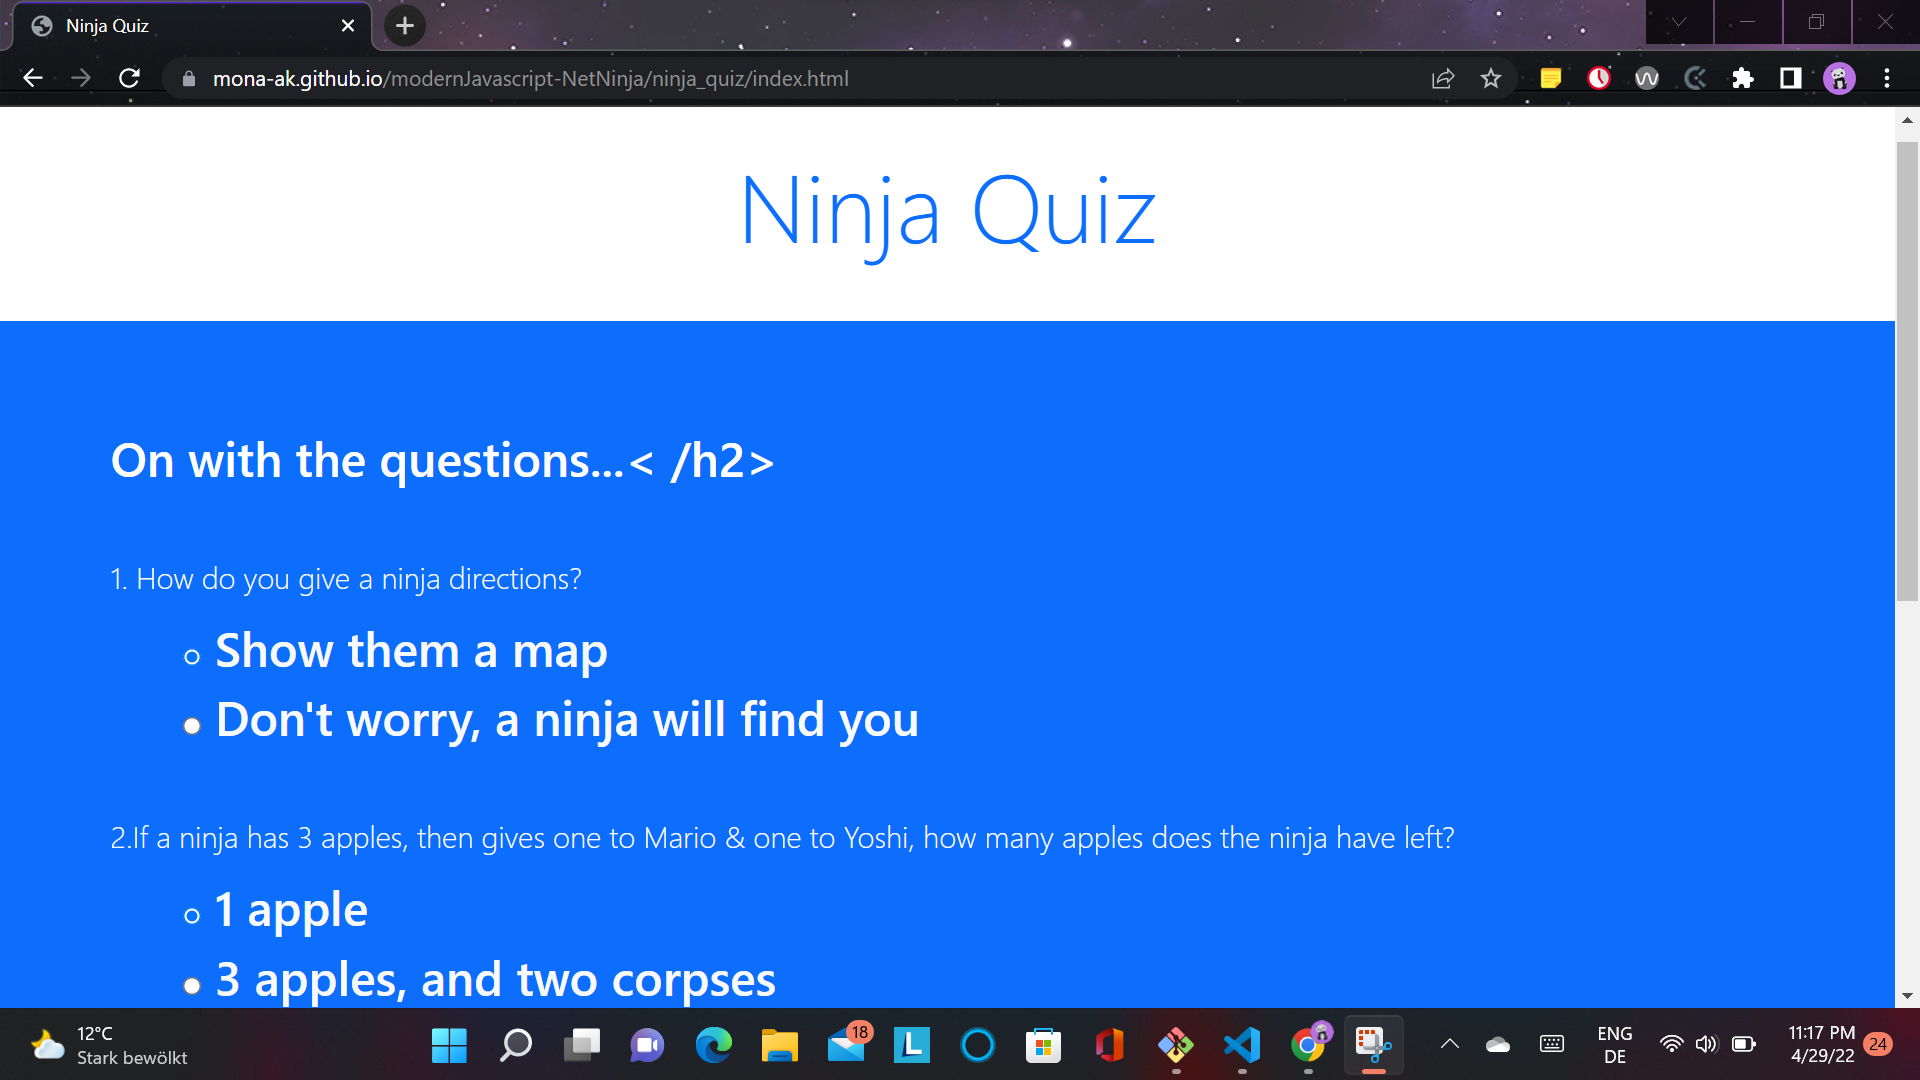 Ninja Quiz
mona-ak.github.io/modernJavascript-NetNinja/ninja_quiz/index.html
Ninja Quiz
On with the questions...< /h2>
1. How do you give a ninja directions?
Show them a map
Don't worry, a ninja will find you
2.If a ninja has 3 apples, then gives one to Mario & one to Yoshi, how many apples does the ninja have left?
1 apple
3 apples, and two corpses
12°C
Stark bewölkt
18
L
ENG
DE
11:17 PM
4/29/22
24